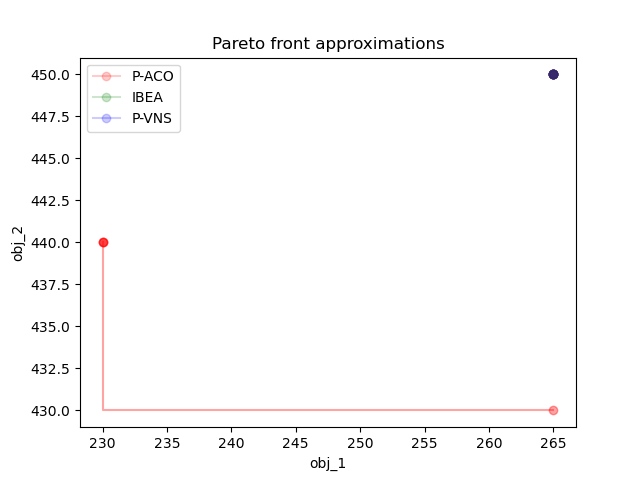 Pareto front approximations
P-ACO
IBEA
P-VNS
450.0
447.5
445.0
442.5
440.0
437.5
435.0
432.5
430.0
obj_2
230 235 240 245 250 255 260 265
obj_1